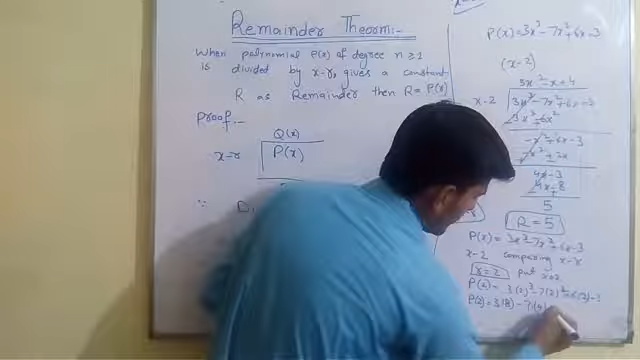 Remainder Theorm:-
When polynomial P(x) of degree n ≥ 1
is divided by x-r, gives a constant
R as Remainder then R = P(r)
Proof:-
Q(x)
x-r P(x)
∵
P(x) = 3x³ - 7x² + 6x - 3
(x-2)
3x² - x + 4
x-2 3x³ - 7x² + 6x - 3
3x³ 6x²
-x² + 6x - 3
x² ± 2x
4x - 3
4x - 8
5
R = 5
P(x) = 3x³ - 7x² + 6x - 3
x-2 comparing x-r
r = 2 put x=2
P(2) = 3(2)³ - 7(2)² + 6(2) - 3
P(2) = 3(8) - 7(4)